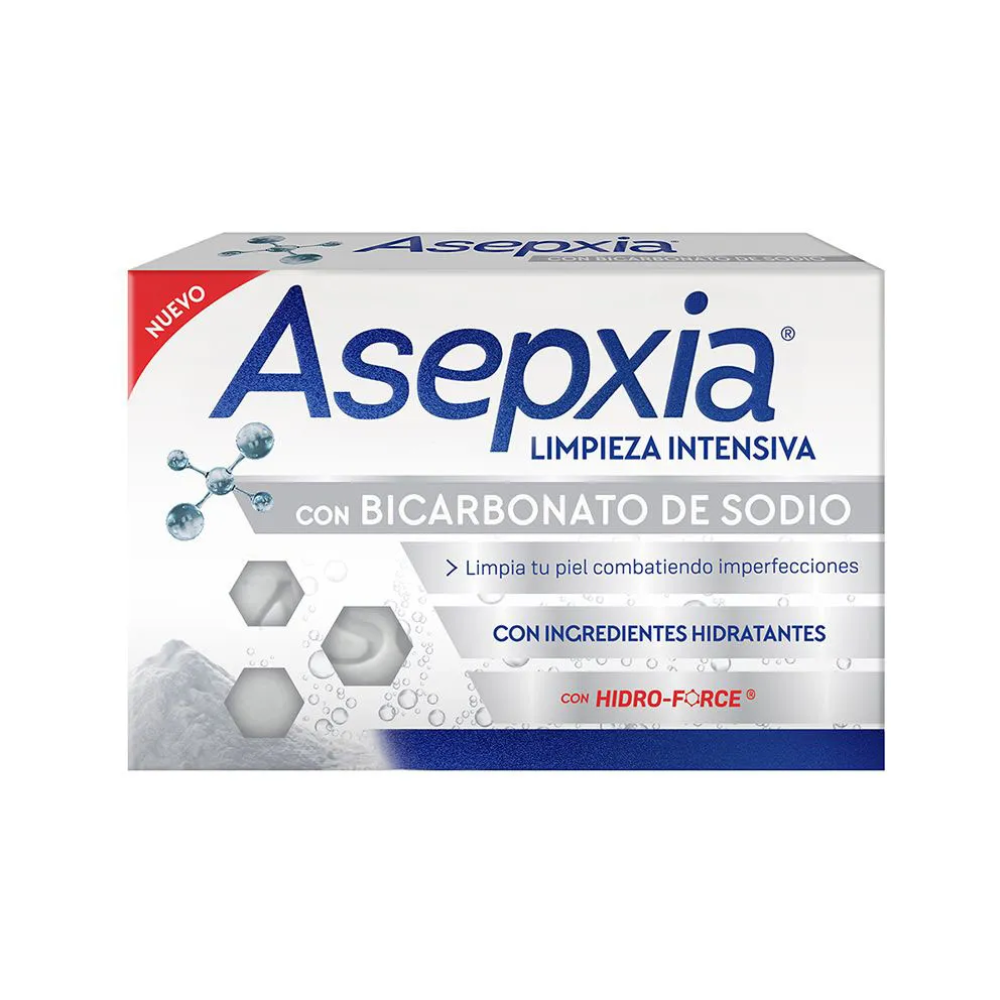 Asepxia
CON BICARBONATO DE SODIO
NUEVO
Asepxia®
LIMPIEZA INTENSIVA
CON BICARBONATO DE SODIO
> Limpia tu piel combatiendo imperfecciones
CON INGREDIENTES HIDRATANTES
CON HIDRO-FORCE®